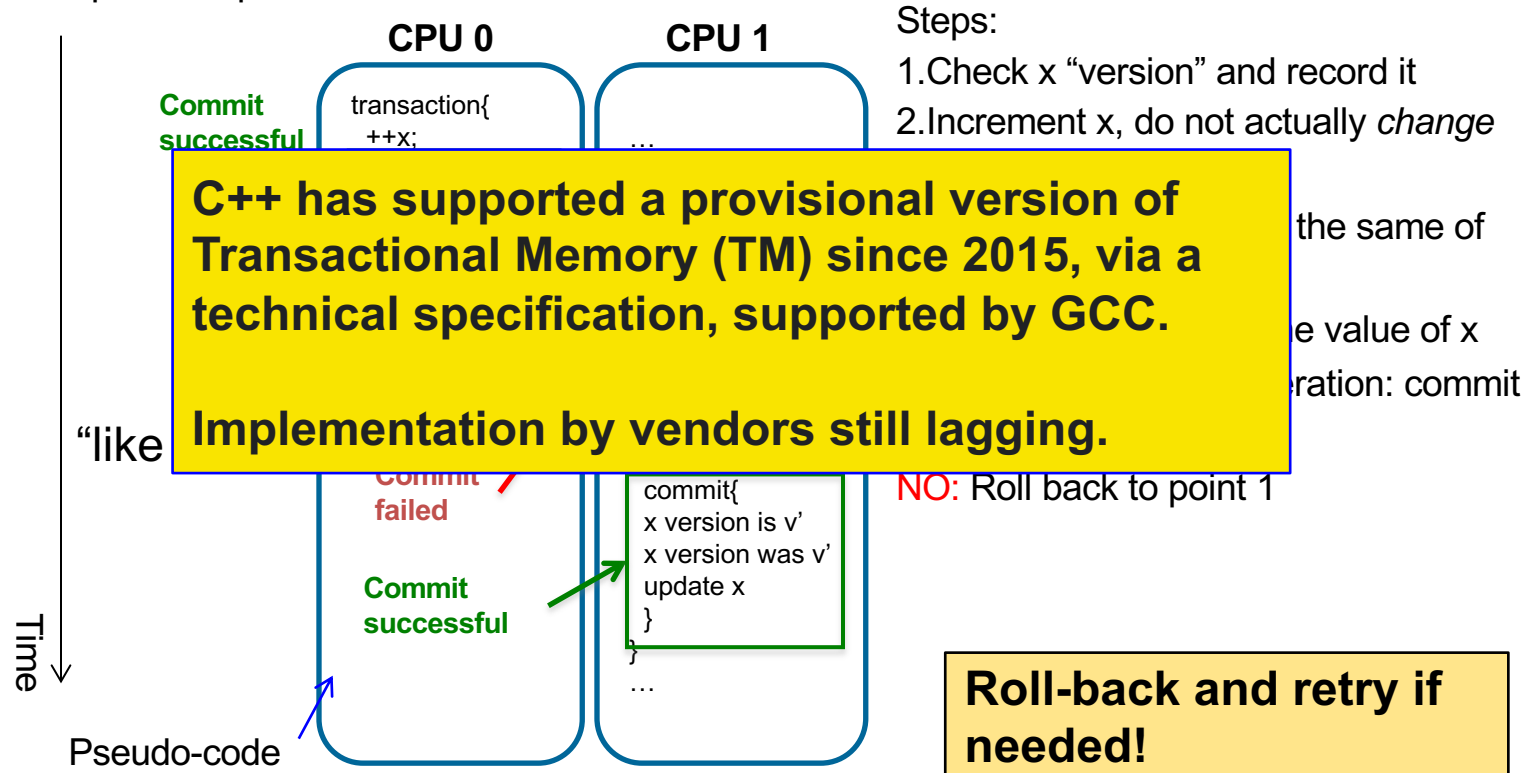 CPU 0
CPU 1
Steps:
1.Check x “version” and record it
2.Increment x, do not actually change
Commit
successful
transaction{
++x;
…
C++ has supported a provisional version of
Transactional Memory (TM) since 2015, via a
technical specification, supported by GCC.
Implementation by vendors still lagging.
the same of
value of x
: commit
“like
Commit
failed
NO: Roll back to point 1
commit{
x version is v’
x version was v’
update x
}
}
…
Commit
successful
Time
Pseudo-code
Roll-back and retry if
needed!